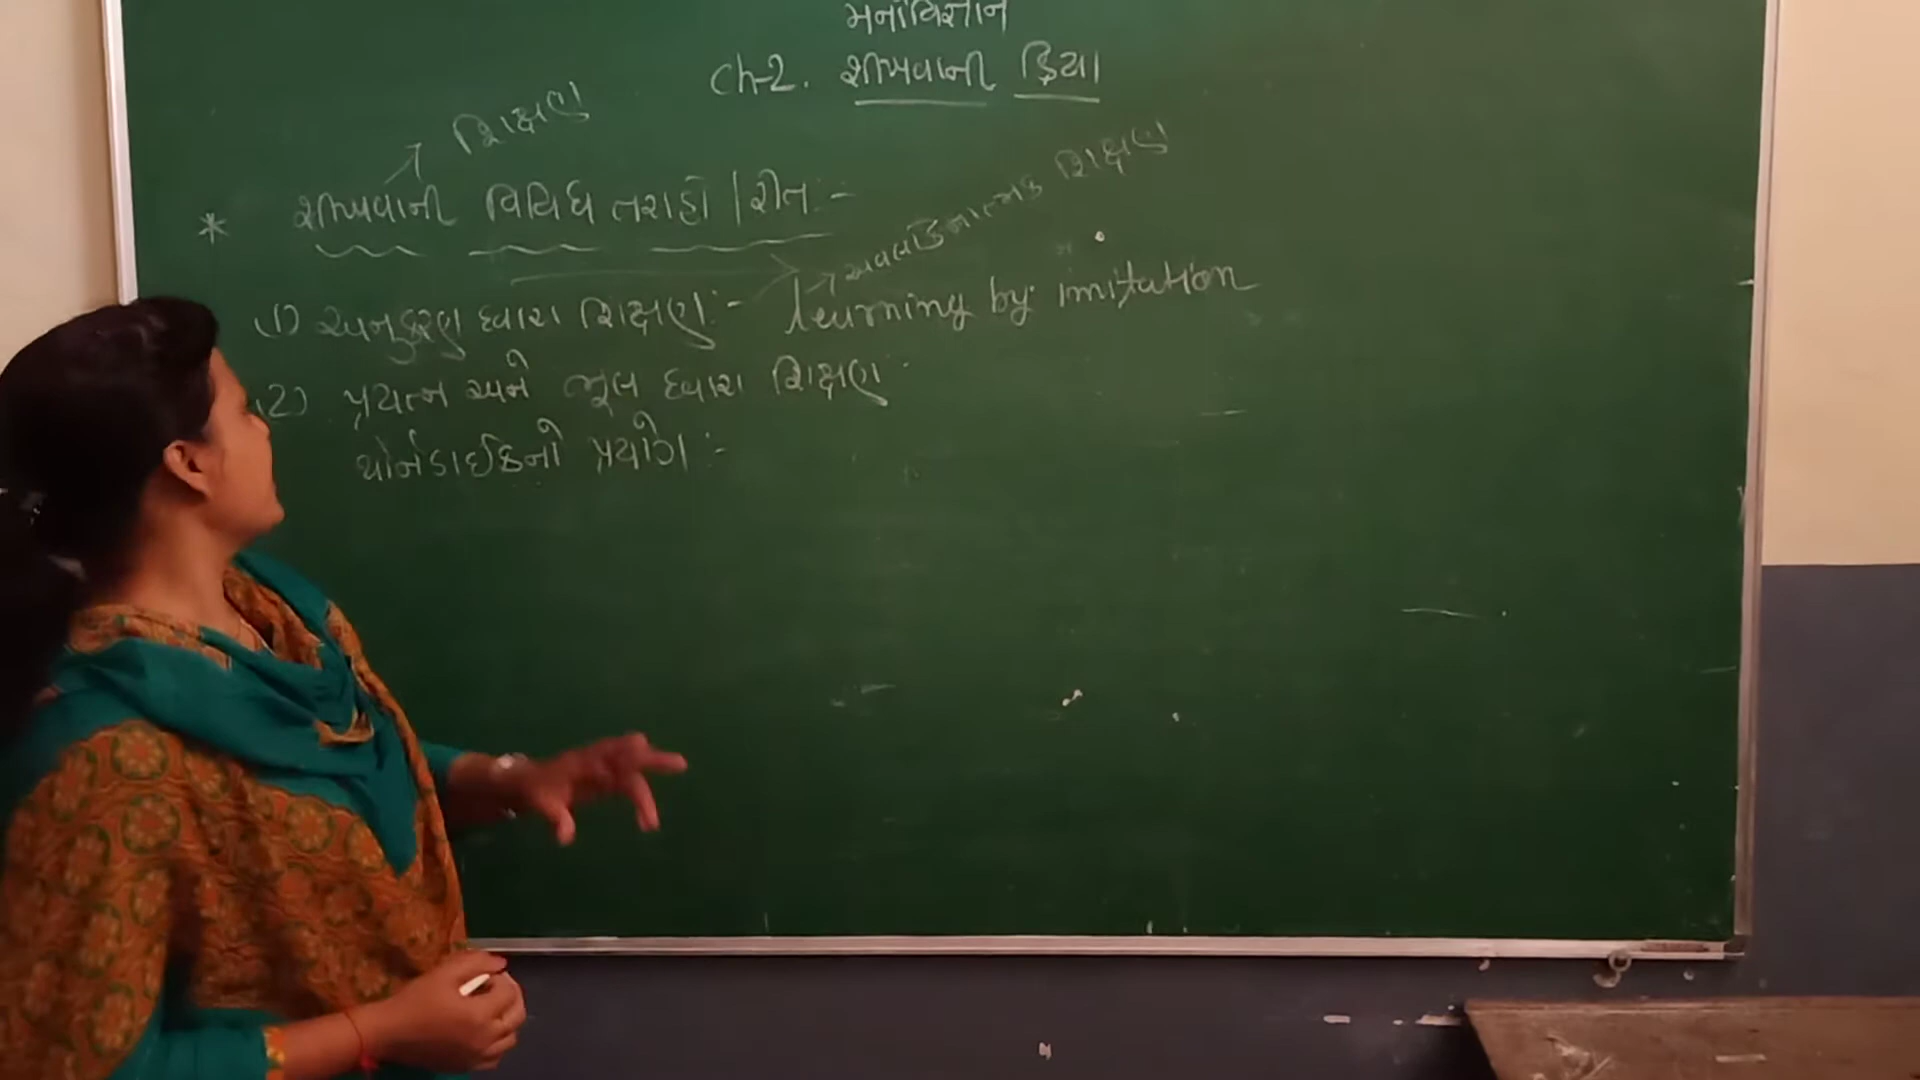 મનોવિજ્ઞાન
Ch-2. શીખવાની ક્રિયા
શિક્ષણ
* શીખવાની વિવિધ તરાહો / રીત :-
અવલોકનાત્મક શિક્ષણ
(1) અનુકરણ દ્વારા શિક્ષણ :- learning by imitation
(2) પ્રયત્ન અને ભૂલ દ્વારા શિક્ષણ
થોર્નડાઈકનો પ્રયોગ :-